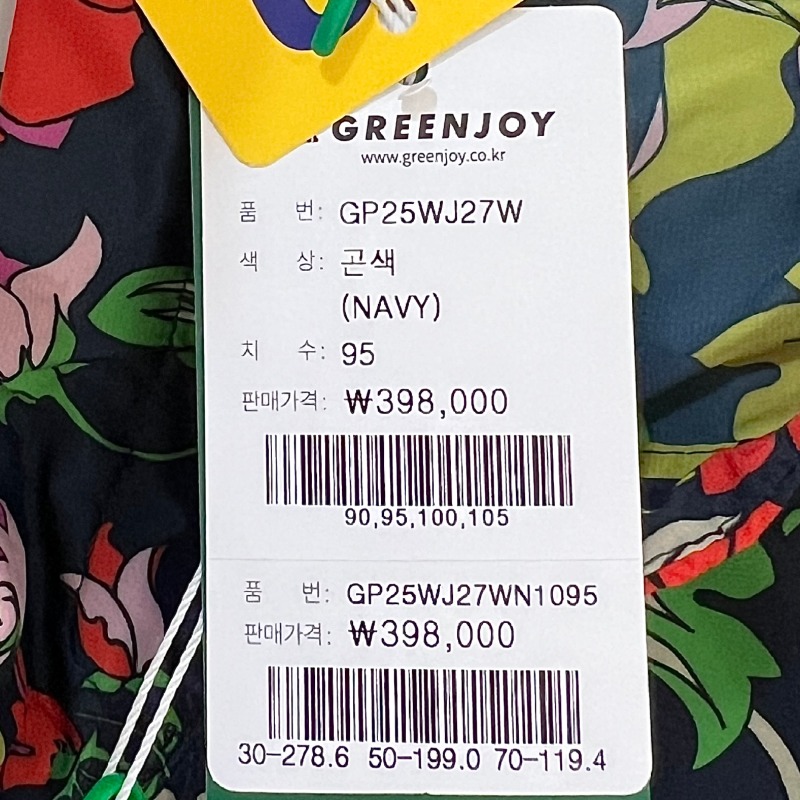 GREENJOY
www.greenjoy.co.kr
품 번: GP25WJ27W
색 상: 곤색
(NAVY)
치 수: 95
판매가격: ₩398,000
90,95,100,105
품 번: GP25WJ27WN1095
판매가격: ₩398,000
30-278.6 50-199.0 70-119.4